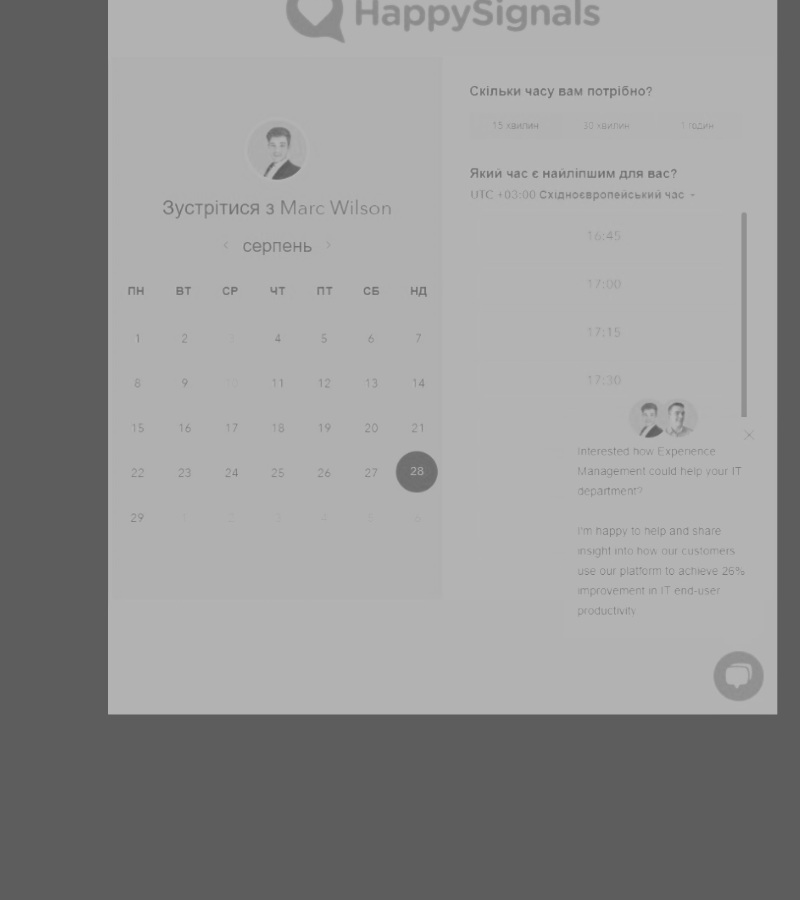 HappySignals
Зустрітися з Marc Wilson
‹ серпень ›
ПН ВТ СР ЧТ ПТ СБ НД
1 2 3 4 5 6 7
8 9 10 11 12 13 14
15 16 17 18 19 20 21
22 23 24 25 26 27 28
29 1 2 3 4 5 6
Скільки часу вам потрібно?
15 хвилин 30 хвилин 1 годин
Який час є найліпшим для вас?
UTC +03:00 Східноєвропейський час
16:45
17:00
17:15
17:30
Interested how Experience
Management could help your IT
department?
I'm happy to help and share
insight into how our customers
use our platform to achieve 26%
improvement in IT end-user
productivity